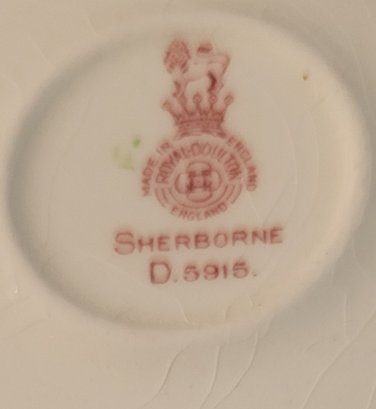 MADE IN ENGLAND
ROYAL·DOULTON
ENGLAND
SHERBORNE
D.5915.